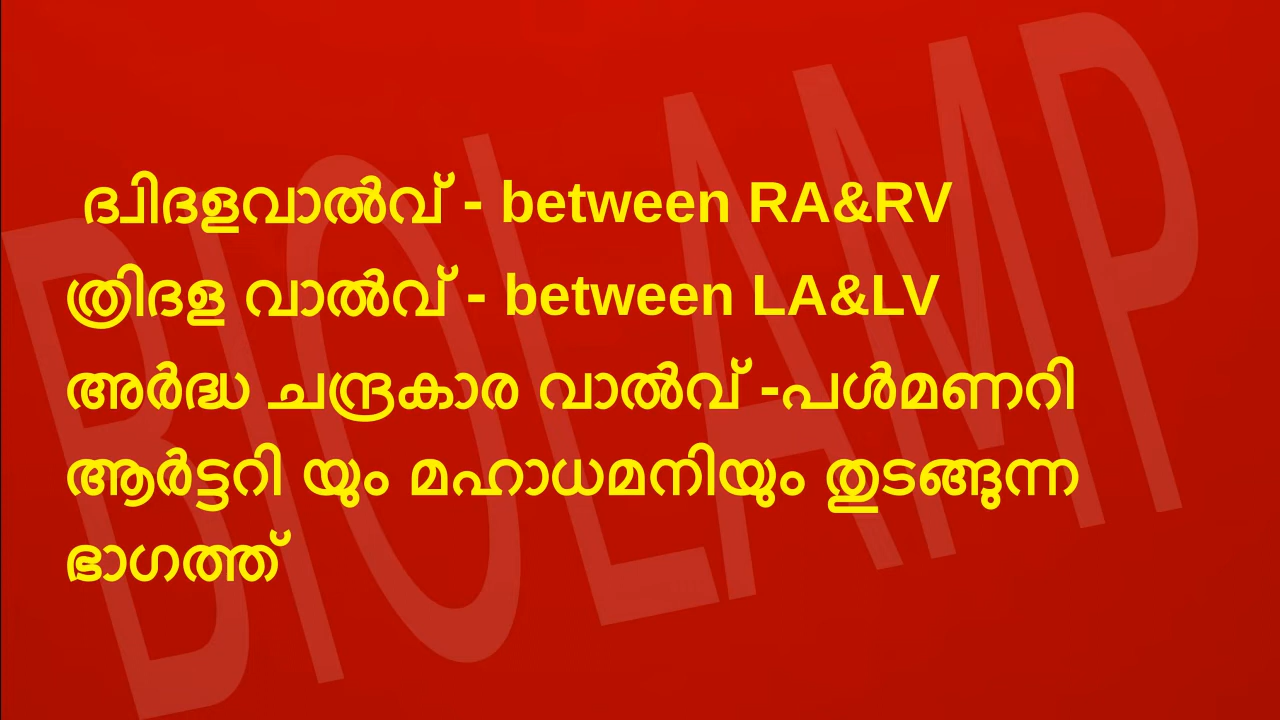 ദ്വിദളവാൽവ് - between RA&RV
ത്രിദള വാൽവ് - between LA&LV
അർദ്ധ ചന്ദ്രകാര വാൽവ് -പൾമണറി
ആർട്ടറി യും മഹാധമനിയും തുടങ്ങുന്ന
ഭാഗത്ത്
BIOLAMP